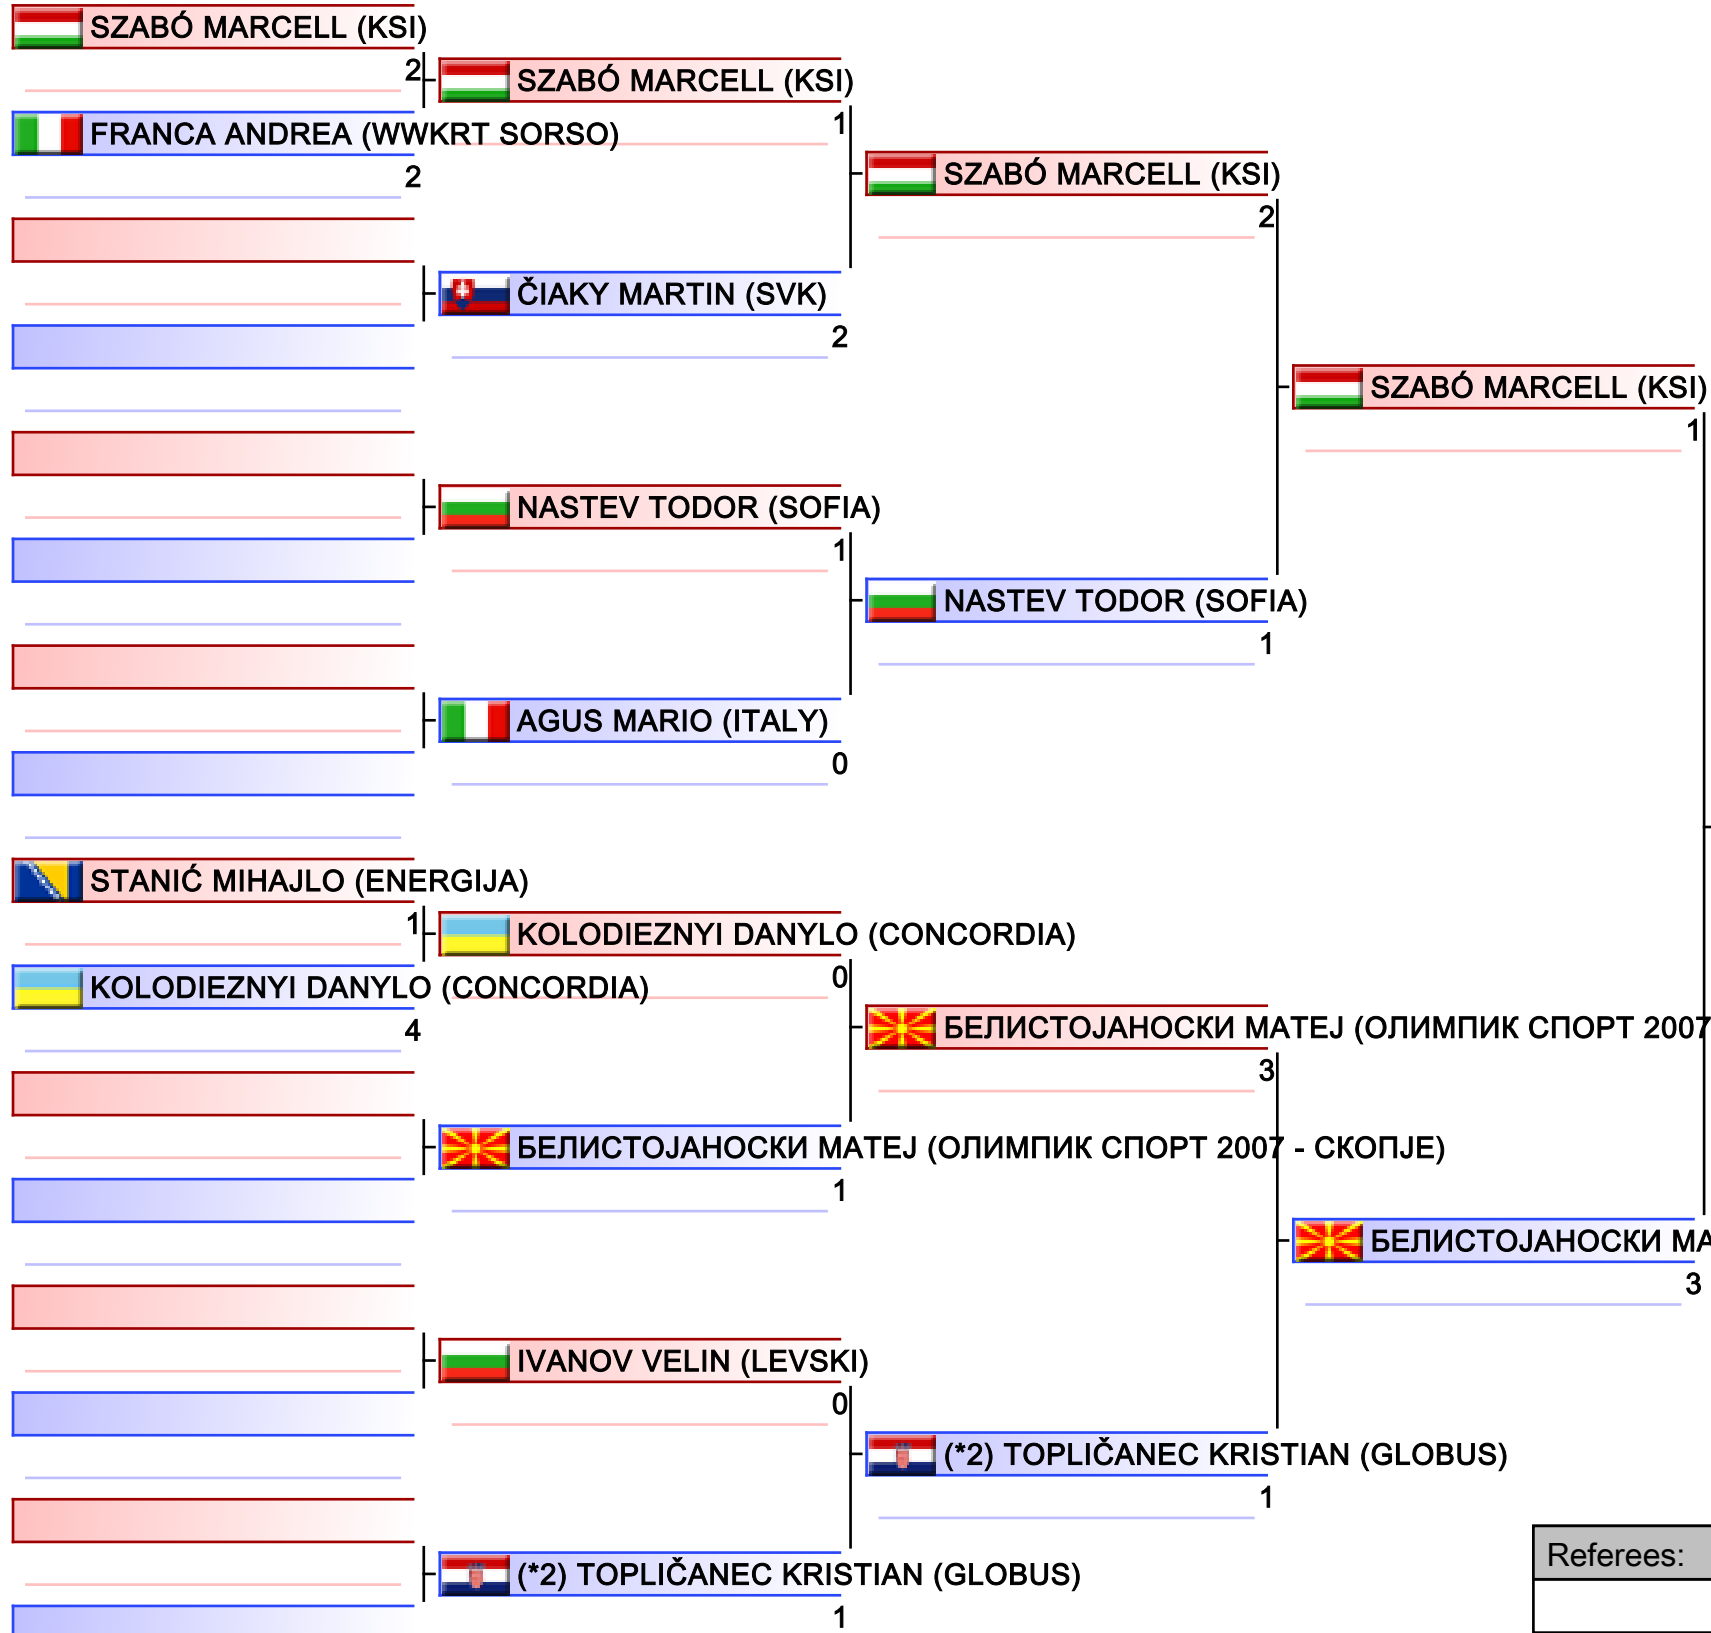 SZABÓ MARCELL (KSI)
2
FRANCA ANDREA (WWKRT SORSO)
2
STANIĆ MIHAJLO (ENERGIJA)
1
KOLODIEZNYI DANYLO (CONCORDIA)
4
SZABÓ MARCELL (KSI)
1
ČIAKY MARTIN (SVK)
2
NASTEV TODOR (SOFIA)
1
AGUS MARIO (ITALY)
0
KOLODIEZNYI DANYLO (CONCORDIA)
0
БЕЛИСТОЈАНОСКИ МАТЕЈ (ОЛИМПИК СПОРТ 2007 - СКОПЈЕ)
1
IVANOV VELIN (LEVSKI)
0
(*2) TOPLIČANEC KRISTIAN (GLOBUS)
1
SZABÓ MARCELL (KSI)
2
NASTEV TODOR (SOFIA)
1
БЕЛИСТОЈАНОСКИ МАТЕЈ (ОЛИМПИК СПОРТ 2007
3
(*2) TOPLIČANEC KRISTIAN (GLOBUS)
1
SZABÓ MARCELL (KSI)
1
БЕЛИСТОЈАНОСКИ МА
3
Referees: